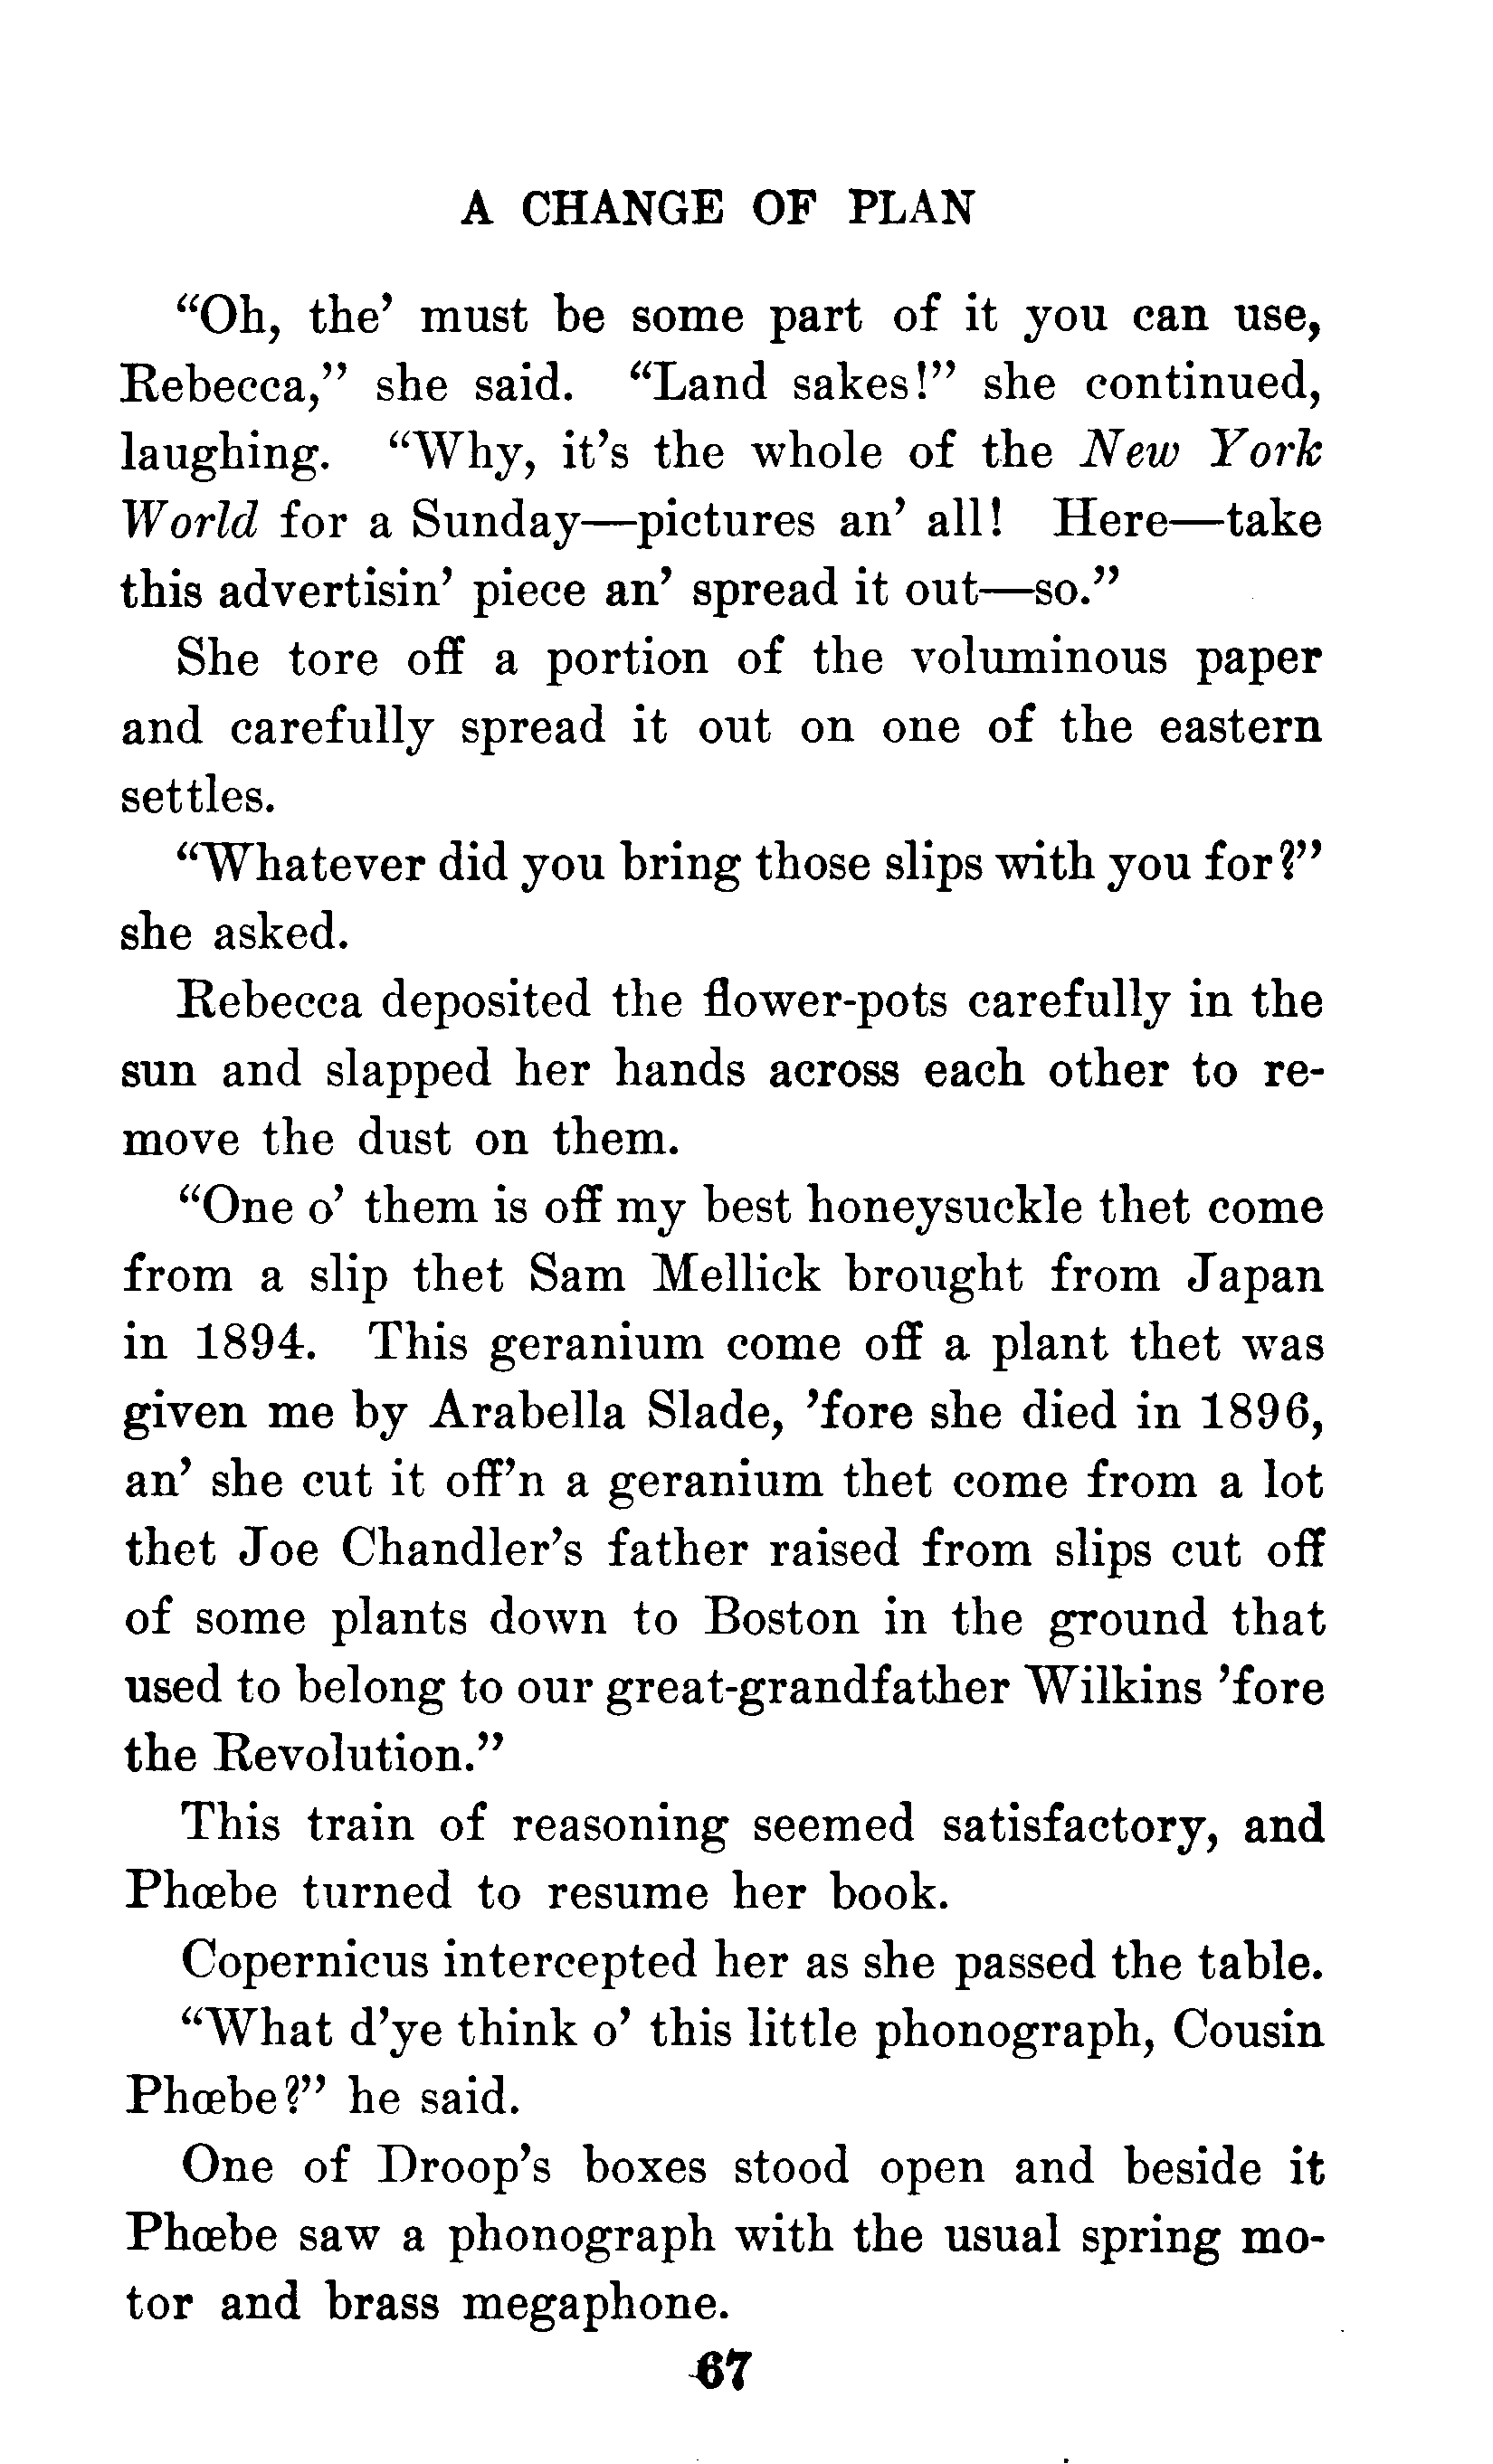 A CHANGE OF PLAN
“Oh, the’ must be some part of it you can use,
Rebecca,” she said. “Land sakes!” she continued,
laughing. “Why, it’s the whole of the New York
World for a Sunday—pictures an’ all! Here—take
this advertisin’ piece an’ spread it out—so.”
She tore off a portion of the voluminous paper
and carefully spread it out on one of the eastern
settles.
“Whatever did you bring those slips with you for?”
she asked.
Rebecca deposited the flower-pots carefully in the
sun and slapped her hands across each other to re-
move the dust on them.
“One o’ them is off my best honeysuckle thet come
from a slip thet Sam Mellick brought from Japan
in 1894. This geranium come off a plant thet was
given me by Arabella Slade, ’fore she died in 1896,
an’ she cut it off’n a geranium thet come from a lot
thet Joe Chandler’s father raised from slips cut off
of some plants down to Boston in the ground that
used to belong to our great-grandfather Wilkins ’fore
the Revolution.”
This train of reasoning seemed satisfactory, and
Phœbe turned to resume her book.
Copernicus intercepted her as she passed the table.
“What d’ye think o’ this little phonograph, Cousin
Phœbe?” he said.
One of Droop’s boxes stood open and beside it
Phœbe saw a phonograph with the usual spring mo-
tor and brass megaphone.
67